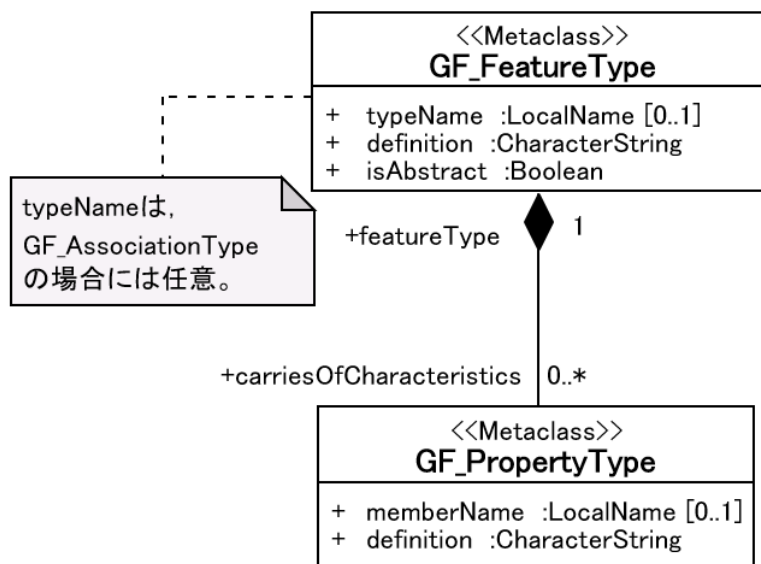 <<Metaclass>>
GF_FeatureType
+ typeName :LocalName [0..1]
+ definition :CharacterString
+ isAbstract :Boolean
typeNameは,
GF_AssociationType
の場合には任意。
+featureType
1
+carriesOfCharacteristics
0..*
<<Metaclass>>
GF_PropertyType
+ memberName :LocalName [0..1]
+ definition :CharacterString